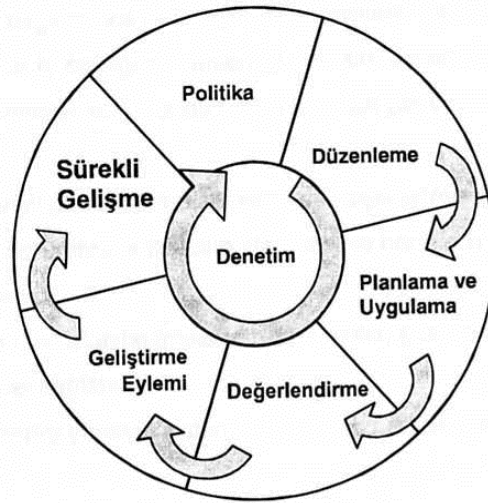 Politika
Düzenleme
Sürekli
Gelişme
Denetim
Planlama ve
Uygulama
Geliştirme
Eylemi
Değerlendirme